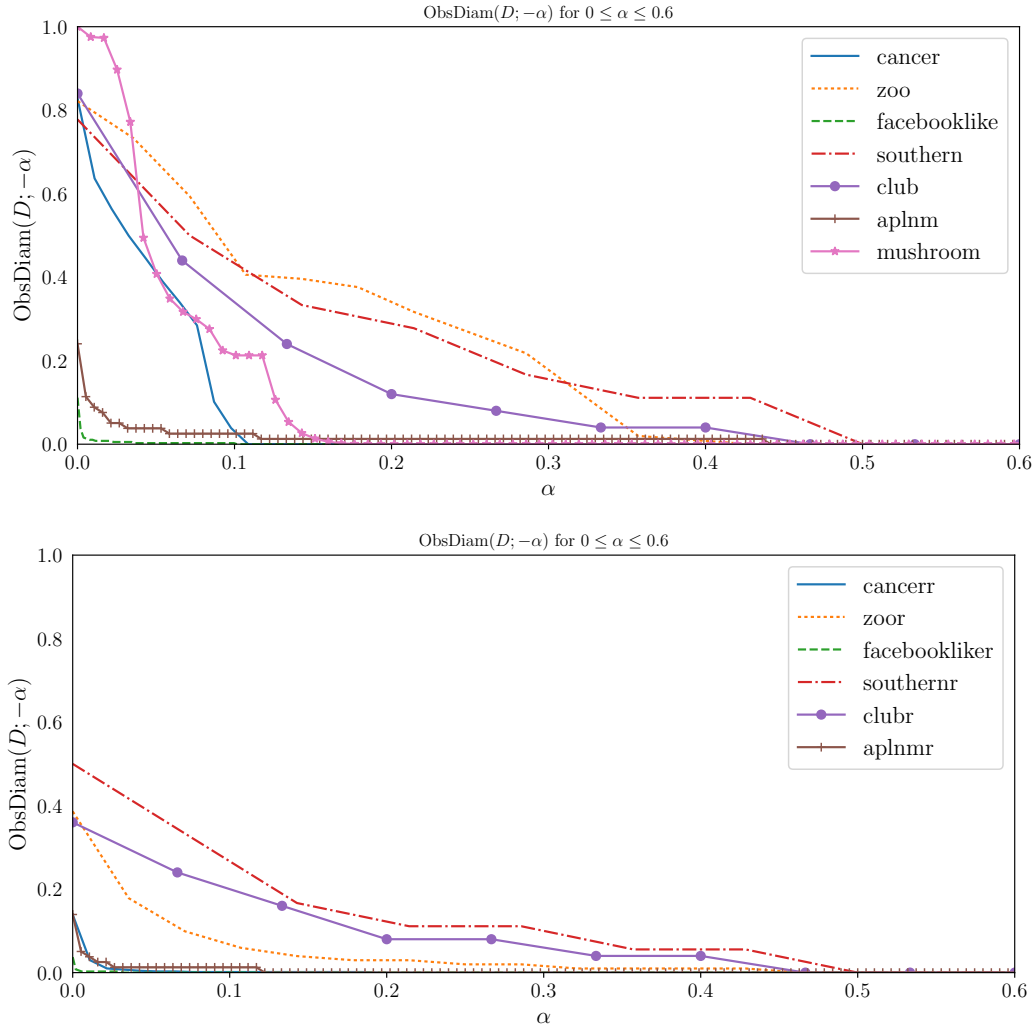 ObsDiam(D; −α) for 0 ≤ α ≤ 0.6
1.0
0.8
0.6
0.4
0.2
0.0
ObsDiam(D; −α)
cancer
zoo
facebooklike
southern
club
aplnm
mushroom
0.0 0.1 0.2 0.3 0.4 0.5 0.6
α
ObsDiam(D; −α) for 0 ≤ α ≤ 0.6
1.0
0.8
0.6
0.4
0.2
0.0
ObsDiam(D; −α)
cancerr
zoor
facebookliker
southernr
clubr
aplnmr
0.0 0.1 0.2 0.3 0.4 0.5 0.6
α